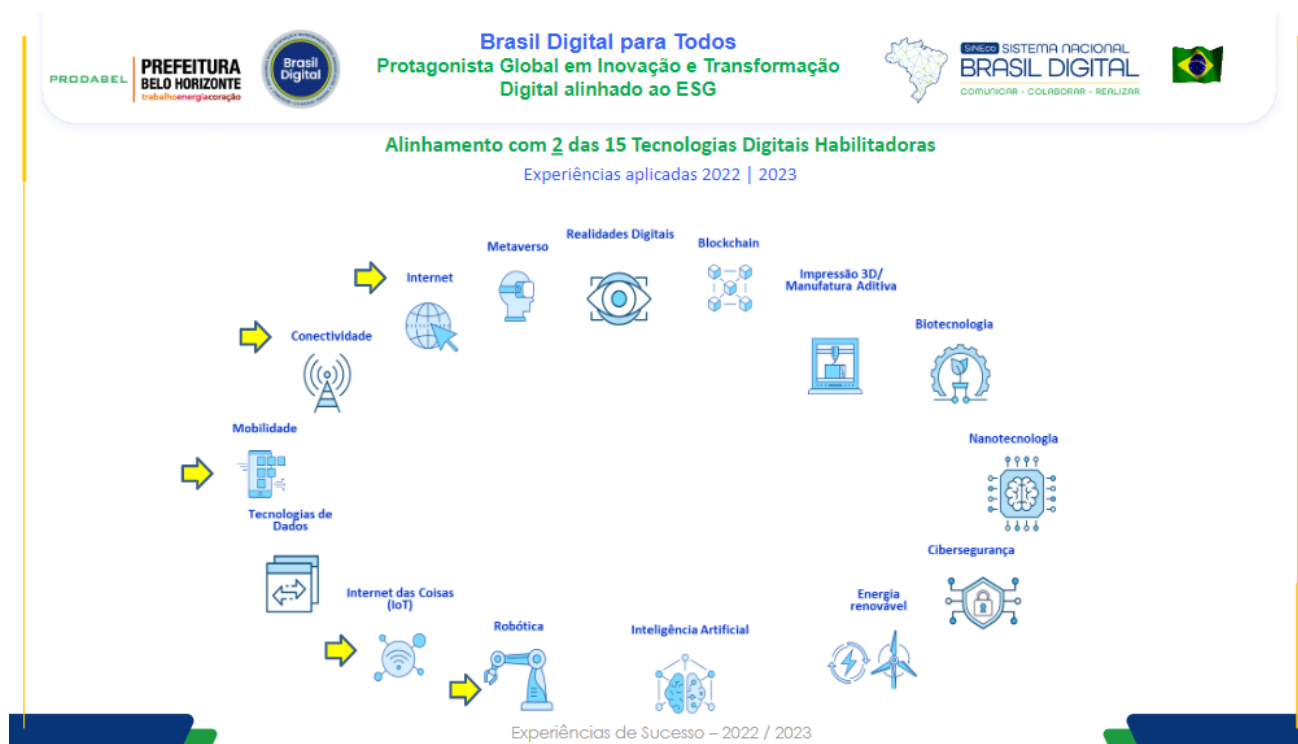 PRODABEL
PREFEITURA
BELO HORIZONTE
trabalhoenergiacoração
Brasil
Digital
Brasil Digital para Todos
Protagonista Global em Inovação e Transformação
Digital alinhado ao ESG
SiNEco SISTEMA NACIONAL
BRASIL DIGITAL
COMUNICAR - COLABORAR - REALIZAR
Alinhamento com 2 das 15 Tecnologias Digitais Habilitadoras
Experiências aplicadas 2022 | 2023
Realidades Digitais
Metaverso
Blockchain
Internet
Impressão 3D/
Manufatura Aditiva
Conectividade
Biotecnologia
Mobilidade
Nanotecnologia
Tecnologias de
Dados
Cibersegurança
Internet das Coisas
(IoT)
Energia
renovável
Robótica
Inteligência Artificial
Experiências de Sucesso – 2022 / 2023